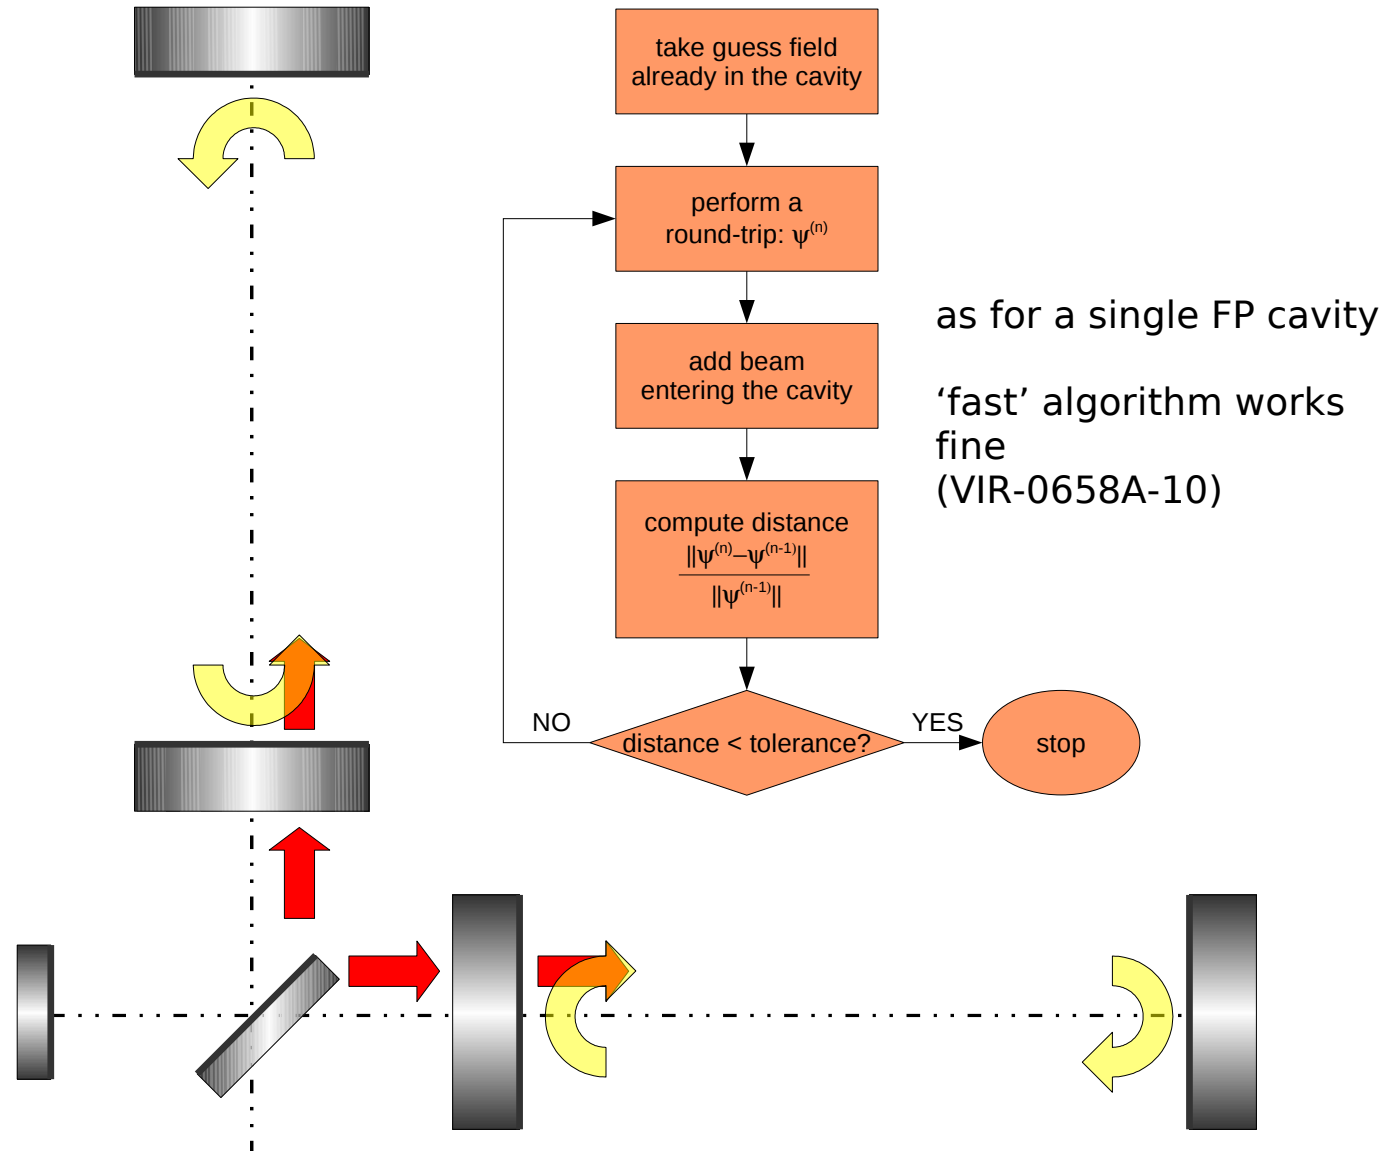 take guess field
already in the cavity
perform a
round-trip: ψ(n)
add beam
entering the cavity
compute distance
||ψ(n)–ψ(n-1)||
||ψ(n-1)||
distance < tolerance?
NO
YES
stop
as for a single FP cavity
‘fast’ algorithm works
fine
(VIR-0658A-10)